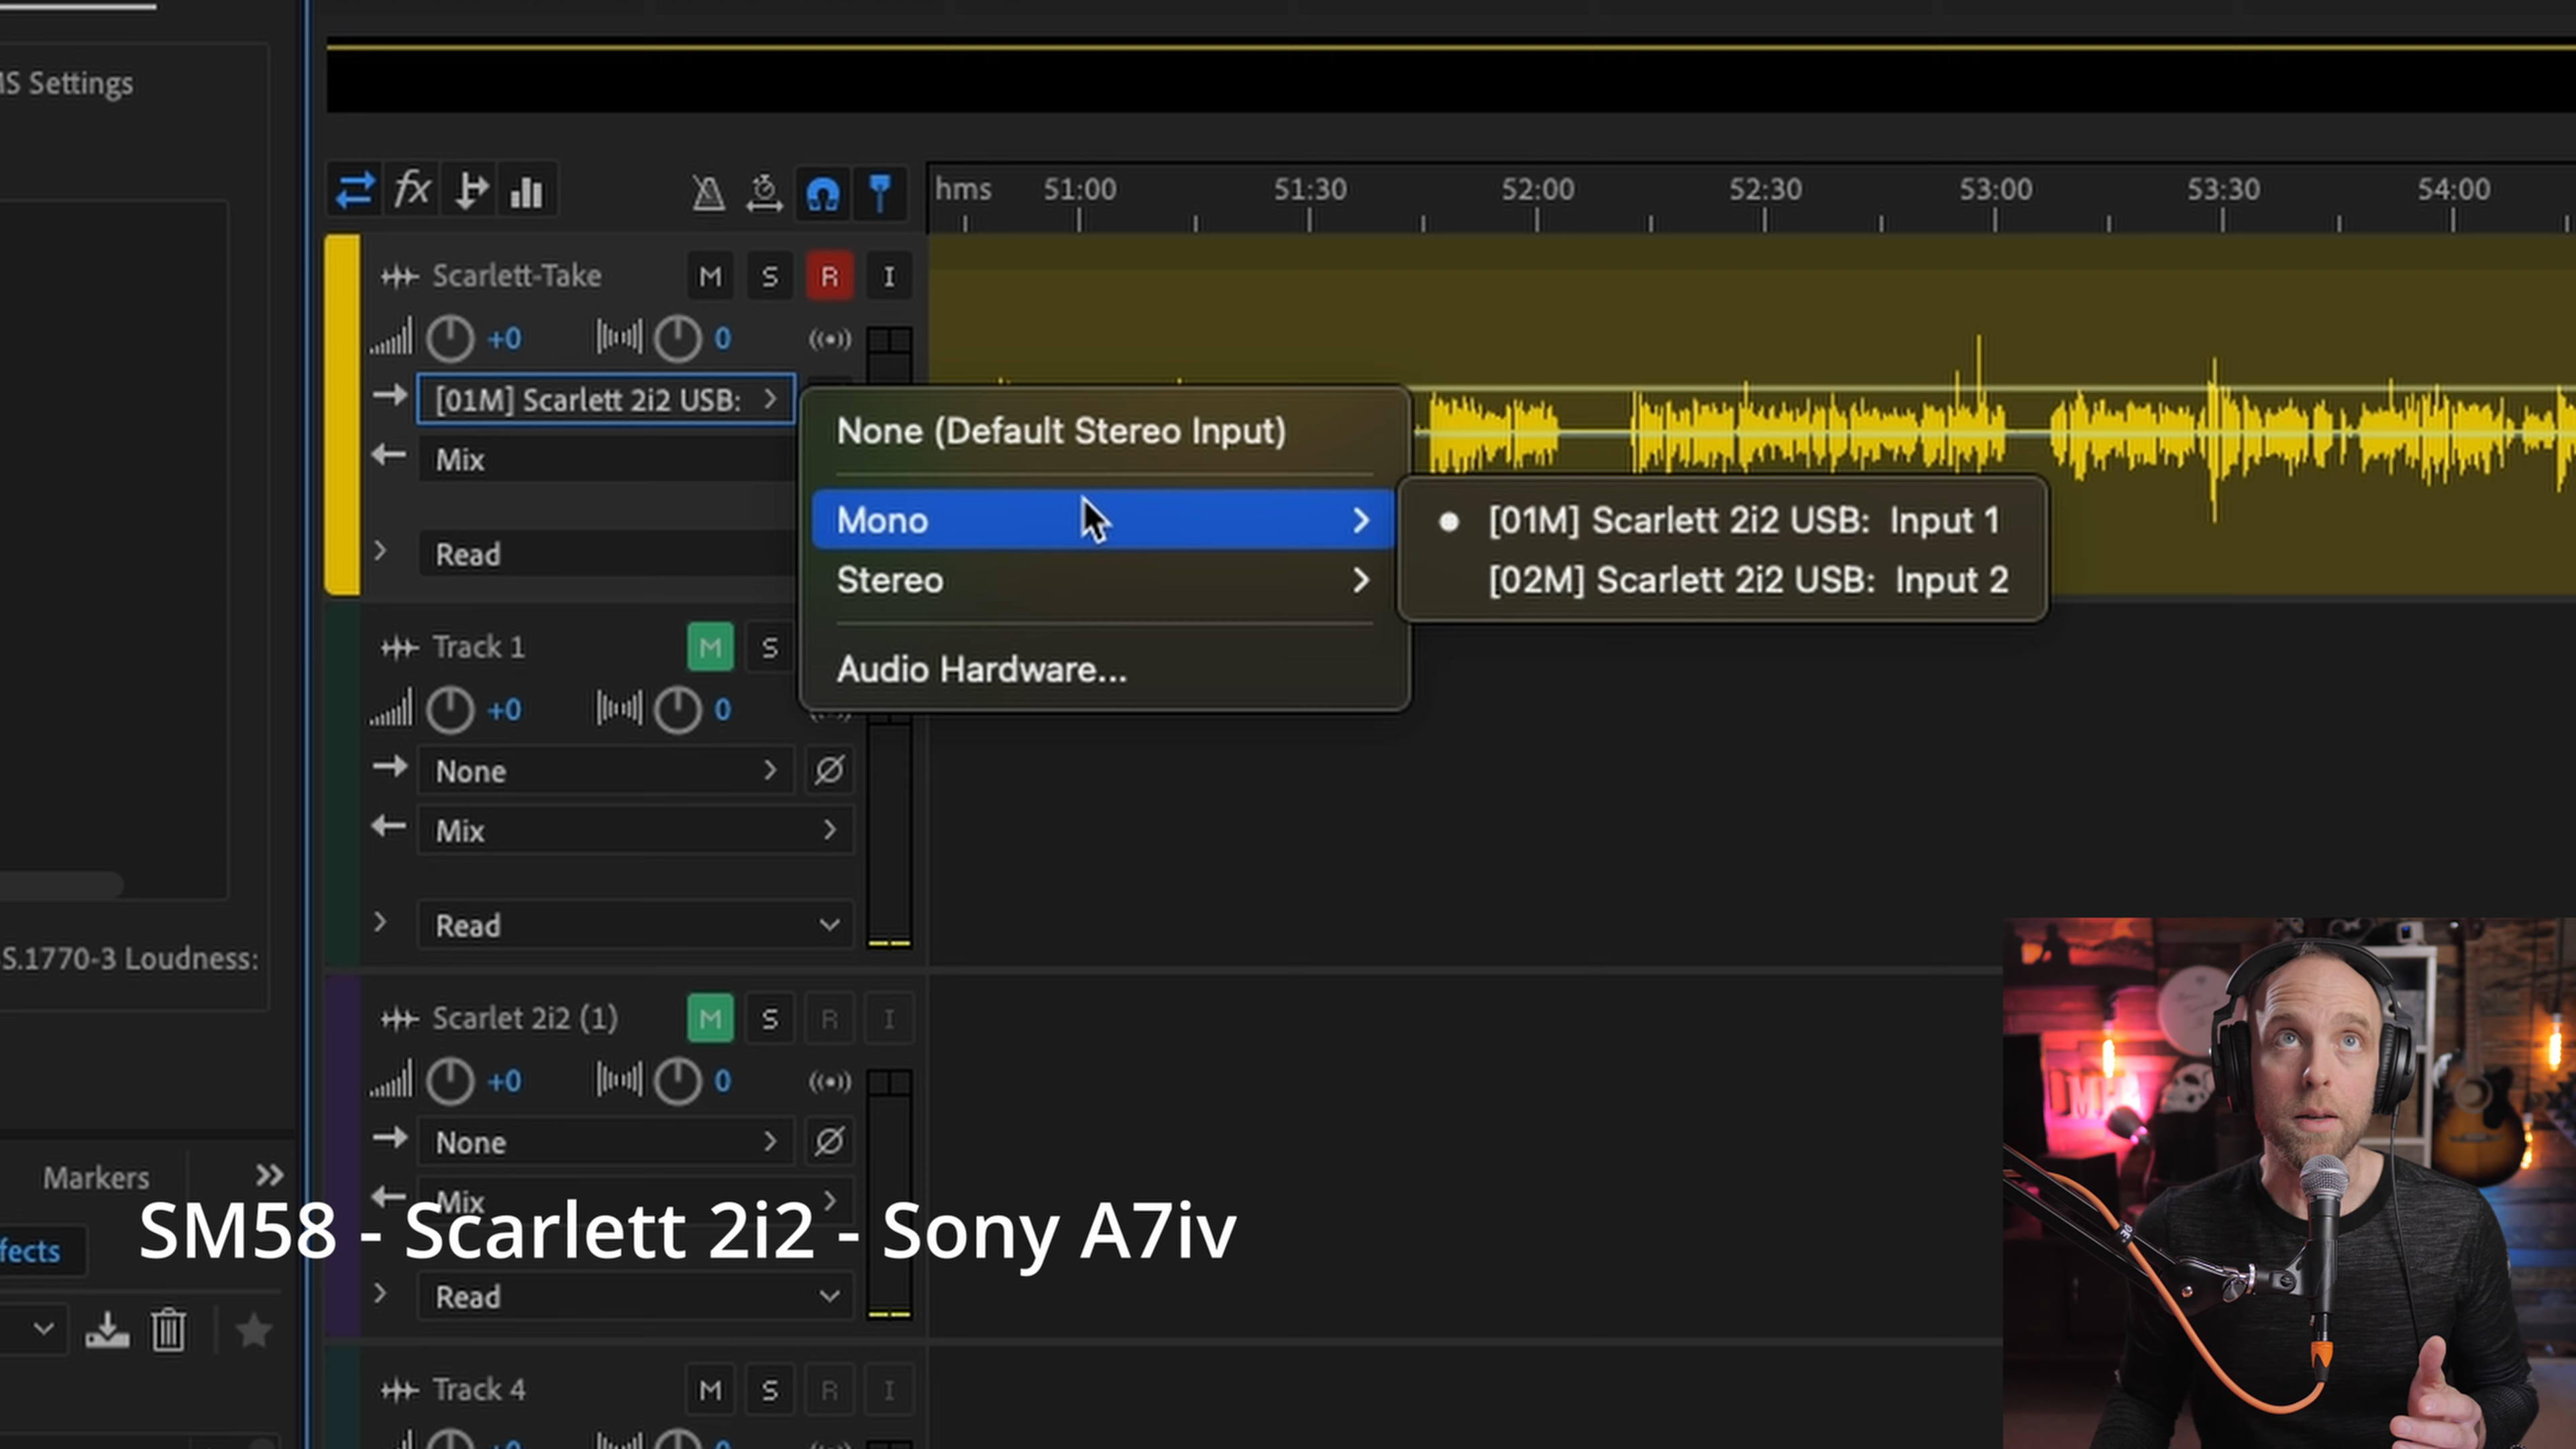 MS Settings
hms 51:00 51:30 52:00 52:30 53:00 53:30 54:00
Scarlett-Take M S R I
+0 0
[01M] Scarlett 2i2 USB:
Mix
Read
None (Default Stereo Input)
Mono
Stereo
Audio Hardware...
[01M] Scarlett 2i2 USB: Input 1
[02M] Scarlett 2i2 USB: Input 2
Track 1 M S
+0 0
None
Mix
Read
S.1770-3 Loudness:
Scarlet 2i2 (1) M S R I
+0 0
None
Mix
Read
Markers
fects
SM58 - Scarlett 2i2 - Sony A7iv
Track 4 M S R I